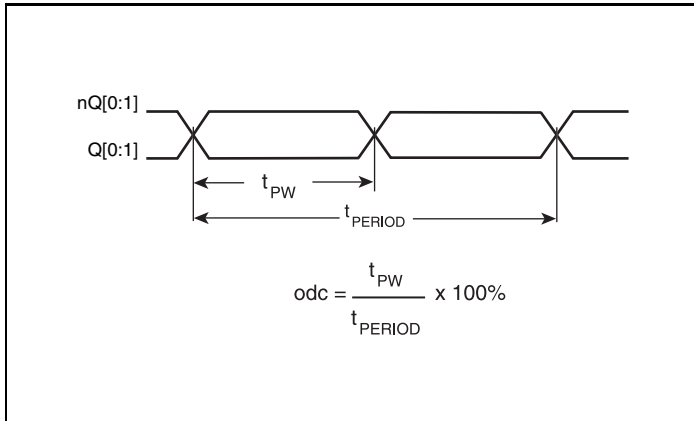 nQ[0:1]
Q[0:1]
tPW
tPERIOD
odc = tPW / tPERIOD x 100%